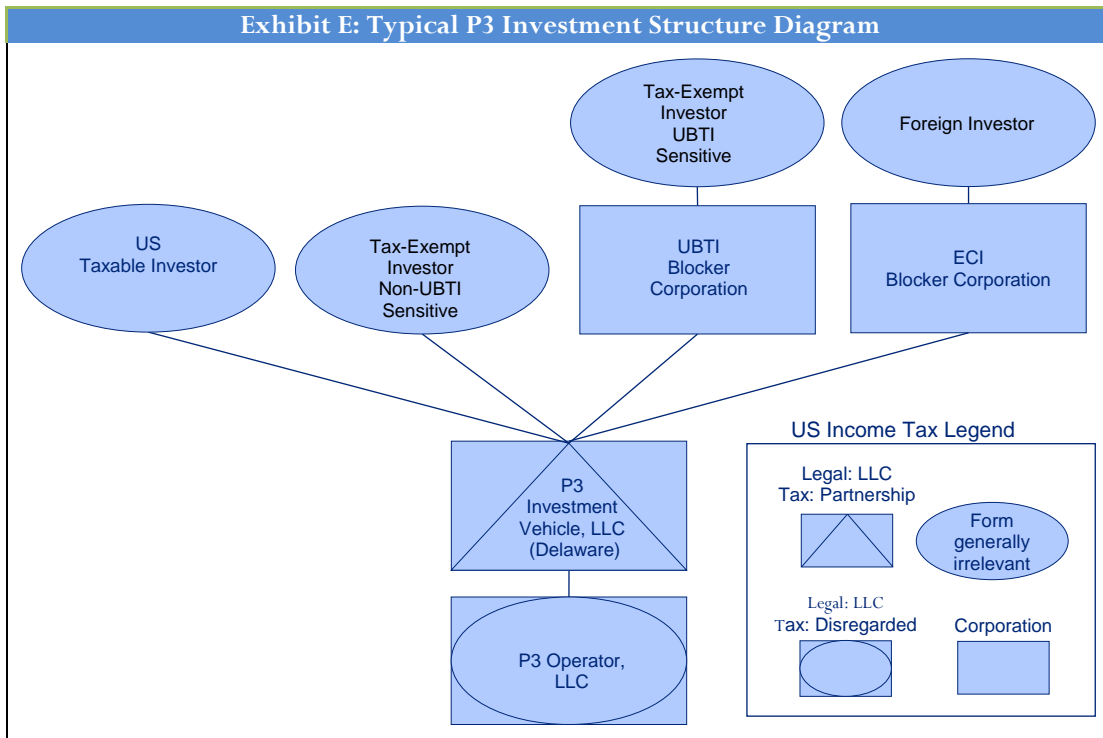 Exhibit E: Typical P3 Investment Structure Diagram
Tax-Exempt
Investor
UBTI
Sensitive
Foreign Investor
US
Taxable Investor
Tax-Exempt
Investor
Non-UBTI
Sensitive
UBTI
Blocker
Corporation
ECI
Blocker Corporation
P3
Investment
Vehicle, LLC
(Delaware)
P3 Operator,
LLC
US Income Tax Legend
Legal: LLC
Tax: Partnership
Form
generally
irrelevant
Legal: LLC
Tax: Disregarded
Corporation